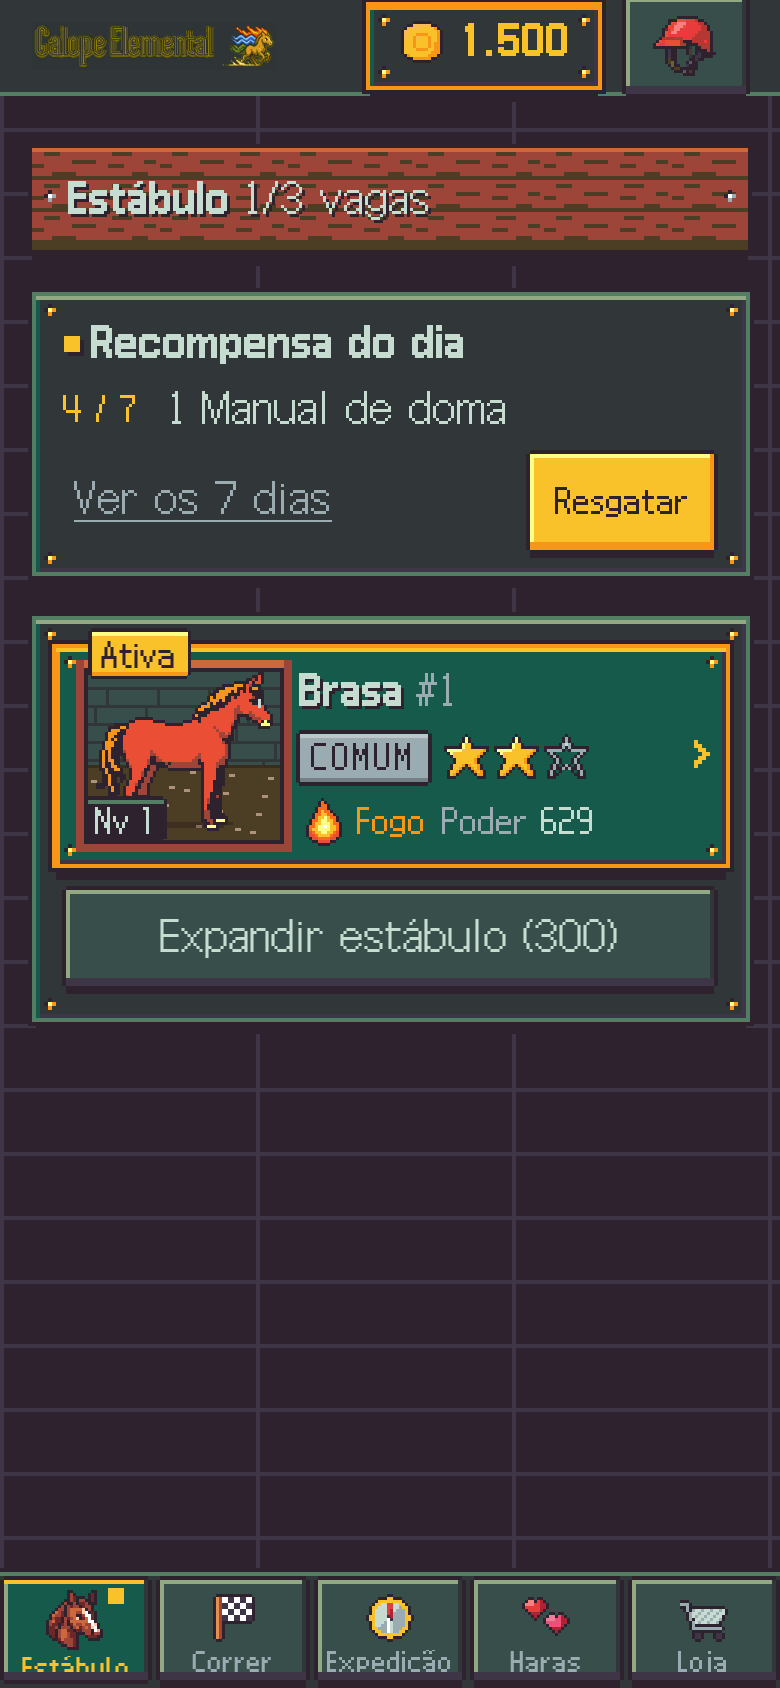 Galope Elemental
1.500
Estábulo 1/3 vagas
Recompensa do dia
4/7 1 Manual de doma
Ver os 7 dias
Resgatar
Ativa
Brasa #1
COMUM
Nv 1
Fogo Poder 629
Expandir estábulo (300)
Estábulo
Correr
Expedição
Haras
Loja